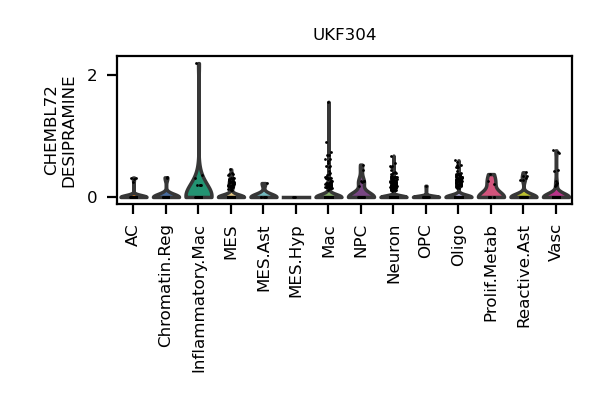 UKF304
CHEMBL72
DESIPRAMINE
2
0
AC
Chromatin.Reg
Inflammatory.Mac
MES
MES.Ast
MES.Hyp
Mac
NPC
Neuron
OPC
Oligo
Prolif.Metab
Reactive.Ast
Vasc